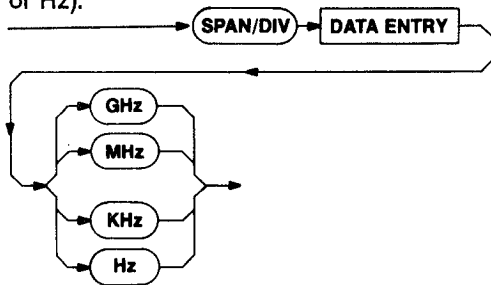 or Hz).
SPAN/DIV DATA ENTRY
GHz
MHz
KHz
Hz